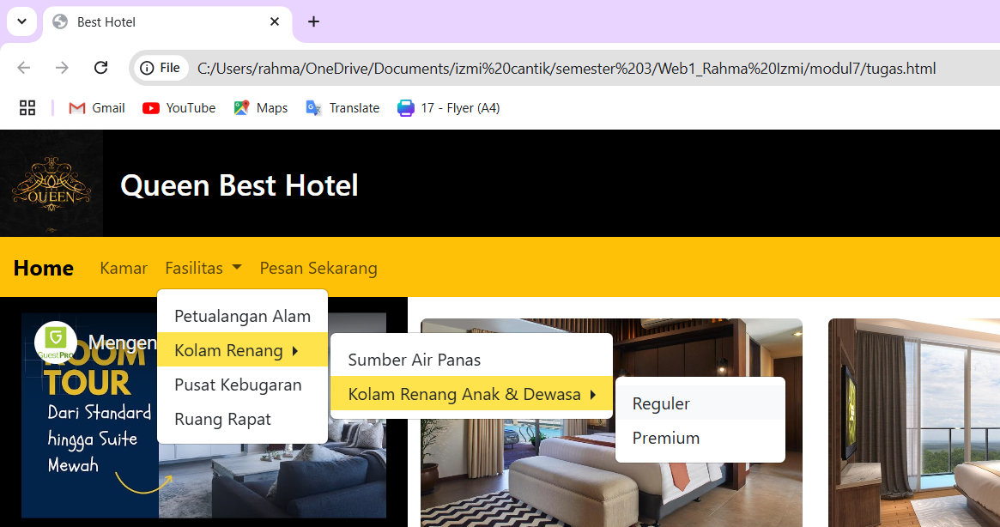 Best Hotel
File
C:/Users/rahma/OneDrive/Documents/izmi%20cantik/semester%203/Web1_Rahma%20Izmi/modul7/tugas.html
Gmail
YouTube
Maps
Translate
17 - Flyer (A4)
QUEEN
Queen Best Hotel
Home
Kamar
Fasilitas
Pesan Sekarang
Petualangan Alam
Kolam Renang
Pusat Kebugaran
Ruang Rapat
Sumber Air Panas
Kolam Renang Anak & Dewasa
Reguler
Premium
GuestPRO
Mengen
ROOM
TOUR
Dari Standard
hingga Suite
Mewah